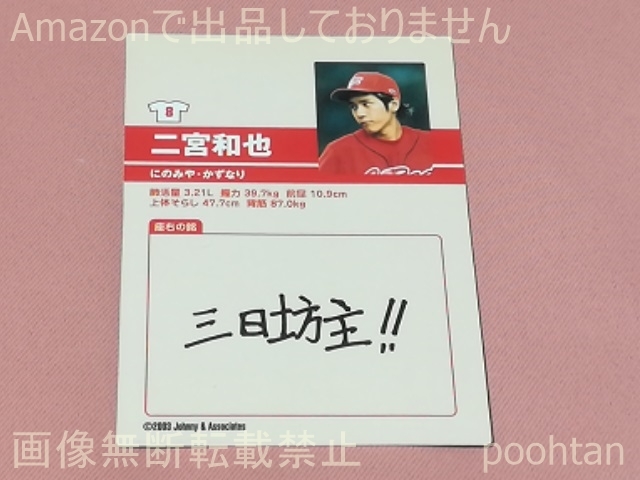 Amazonで出品しておりません
8
二宮和也
にのみや・かずなり
肺活量 3.21L 握力 39.7kg 前屈 10.9cm
上体そらし 47.7cm 背筋 87.0kg
座右の銘
三日坊主!!
©2003 Johnny & Associates
画像無断転載禁止
poohtan